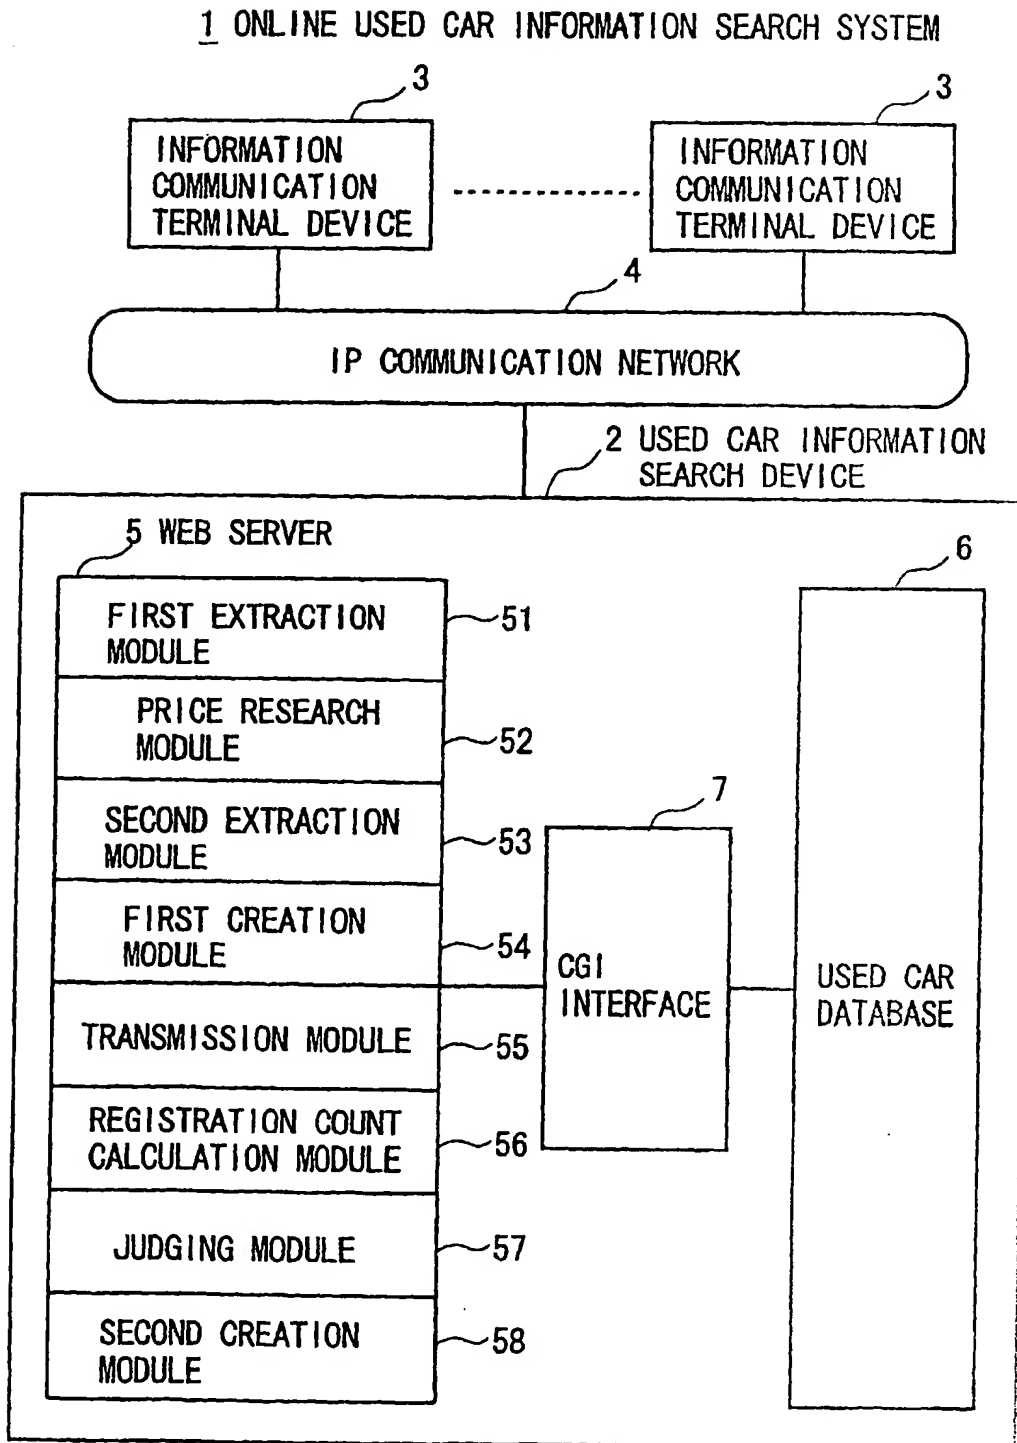 1 ONLINE USED CAR INFORMATION SEARCH SYSTEM
3
3
INFORMATION
COMMUNICATION
TERMINAL DEVICE
INFORMATION
COMMUNICATION
TERMINAL DEVICE
4
IP COMMUNICATION NETWORK
2 USED CAR INFORMATION
SEARCH DEVICE
5 WEB SERVER
6
FIRST EXTRACTION
MODULE
51
PRICE RESEARCH
MODULE
52
SECOND EXTRACTION
MODULE
53
FIRST CREATION
MODULE
54
TRANSMISSION MODULE
55
REGISTRATION COUNT
CALCULATION MODULE
56
JUDGING MODULE
57
SECOND CREATION
MODULE
58
7
CGI
INTERFACE
USED CAR
DATABASE